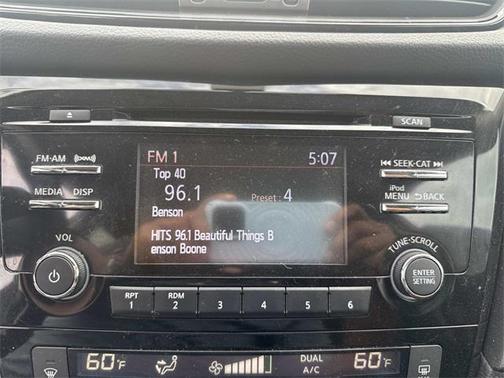 SCAN
FM·AM ((XM))
MEDIA DISP
VOL
FM 1 5:07
Top 40
96.1 Preset : 4
Benson
HITS 96.1 Beautiful Things B
enson Boone
SEEK·CAT
iPod
MENU BACK
TUNE·SCROLL
ENTER
SETTING
RPT RDM
1 2 3 4 5 6
60°F DUAL 60°F
A/C